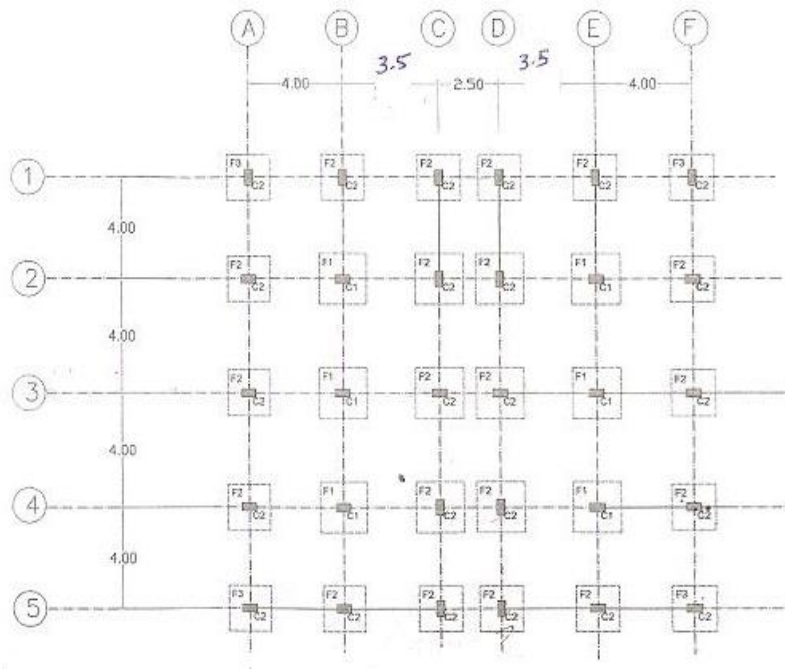 A B C D E F
4.00 3.5 2.50 3.5 4.00
F3 F2 F2 F2 F2 F3
1 C2 C2 C2 C2 C2 C2
4.00
F2 F1 F2 F2 F1 F2
2 C2 C1 C2 C2 C1 C2
4.00
F2 F1 F2 F2 F1 F2
3 C2 C1 C2 C2 C1 C2
4.00
F2 F1 F2 F2 F1 F2
4 C2 C1 C2 C2 C1 C2
4.00
F3 F2 F2 F2 F2 F3
5 C2 C2 C2 C2 C2 C2